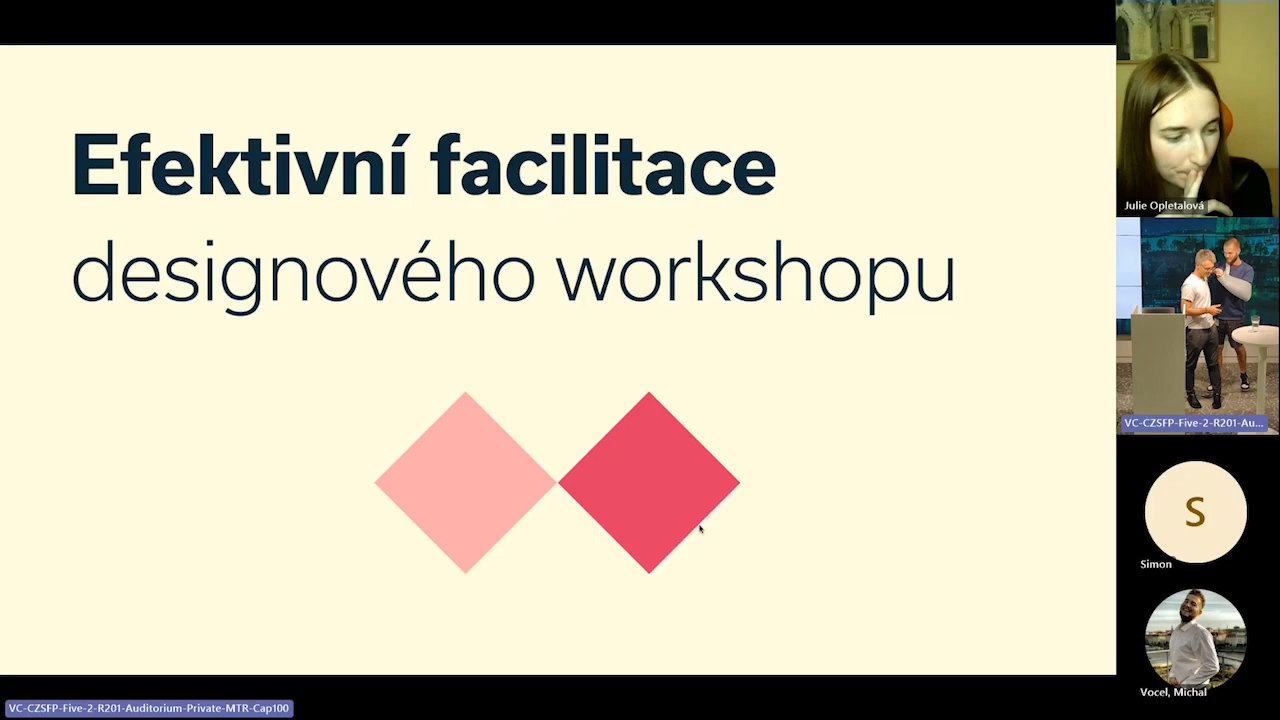 Efektivní facilitace
designového workshopu
Julie Opletalová
VC-CZSFP-Five-2-R201-Au...
S
Simon
Vocel, Michal
VC-CZSFP-Five-2-R201-Auditorium-Private-MTR-Cap100